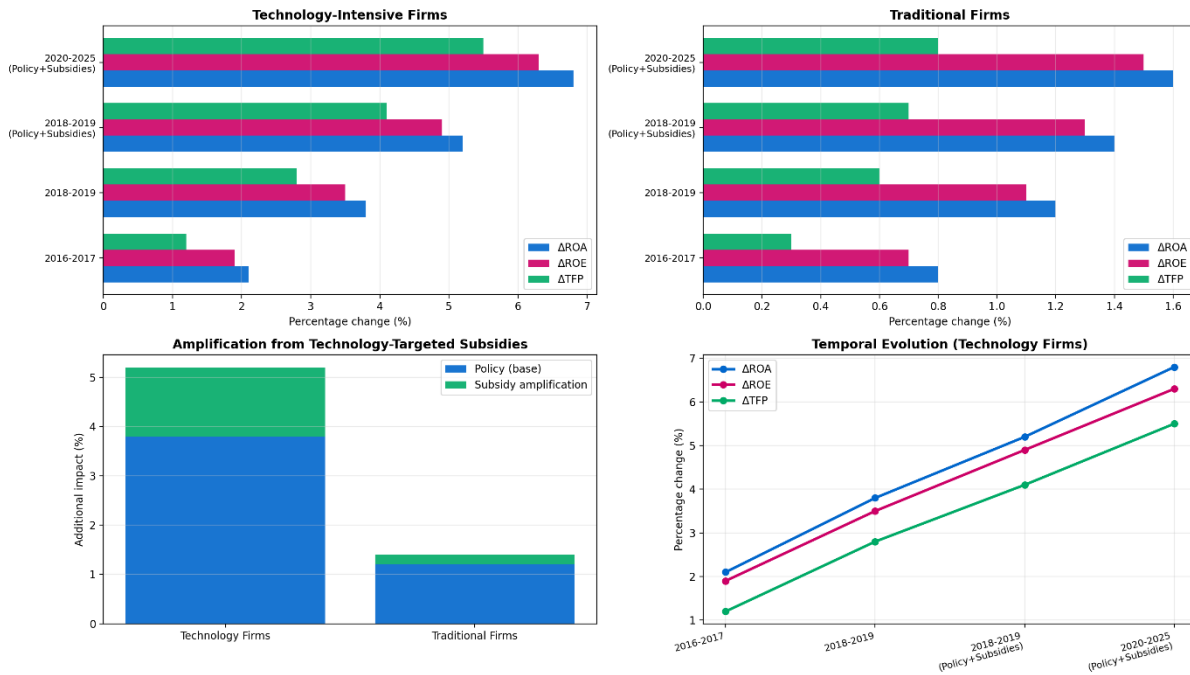 Technology-Intensive Firms
2020-2025
(Policy+Subsidies)
2018-2019
(Policy+Subsidies)
2018-2019
2016-2017
ΔROA
ΔROE
ΔTFP
0 1 2 3 4 5 6 7
Percentage change (%)
Traditional Firms
2020-2025
(Policy+Subsidies)
2018-2019
(Policy+Subsidies)
2018-2019
2016-2017
ΔROA
ΔROE
ΔTFP
0.0 0.2 0.4 0.6 0.8 1.0 1.2 1.4 1.6
Percentage change (%)
Amplification from Technology-Targeted Subsidies
Additional impact (%)
5
4
3
2
1
0
Policy (base)
Subsidy amplification
Technology Firms Traditional Firms
Temporal Evolution (Technology Firms)
Percentage change (%)
7
6
5
4
3
2
1
ΔROA
ΔROE
ΔTFP
2016-2017
2018-2019
2018-2019
(Policy+Subsidies)
2020-2025
(Policy+Subsidies)